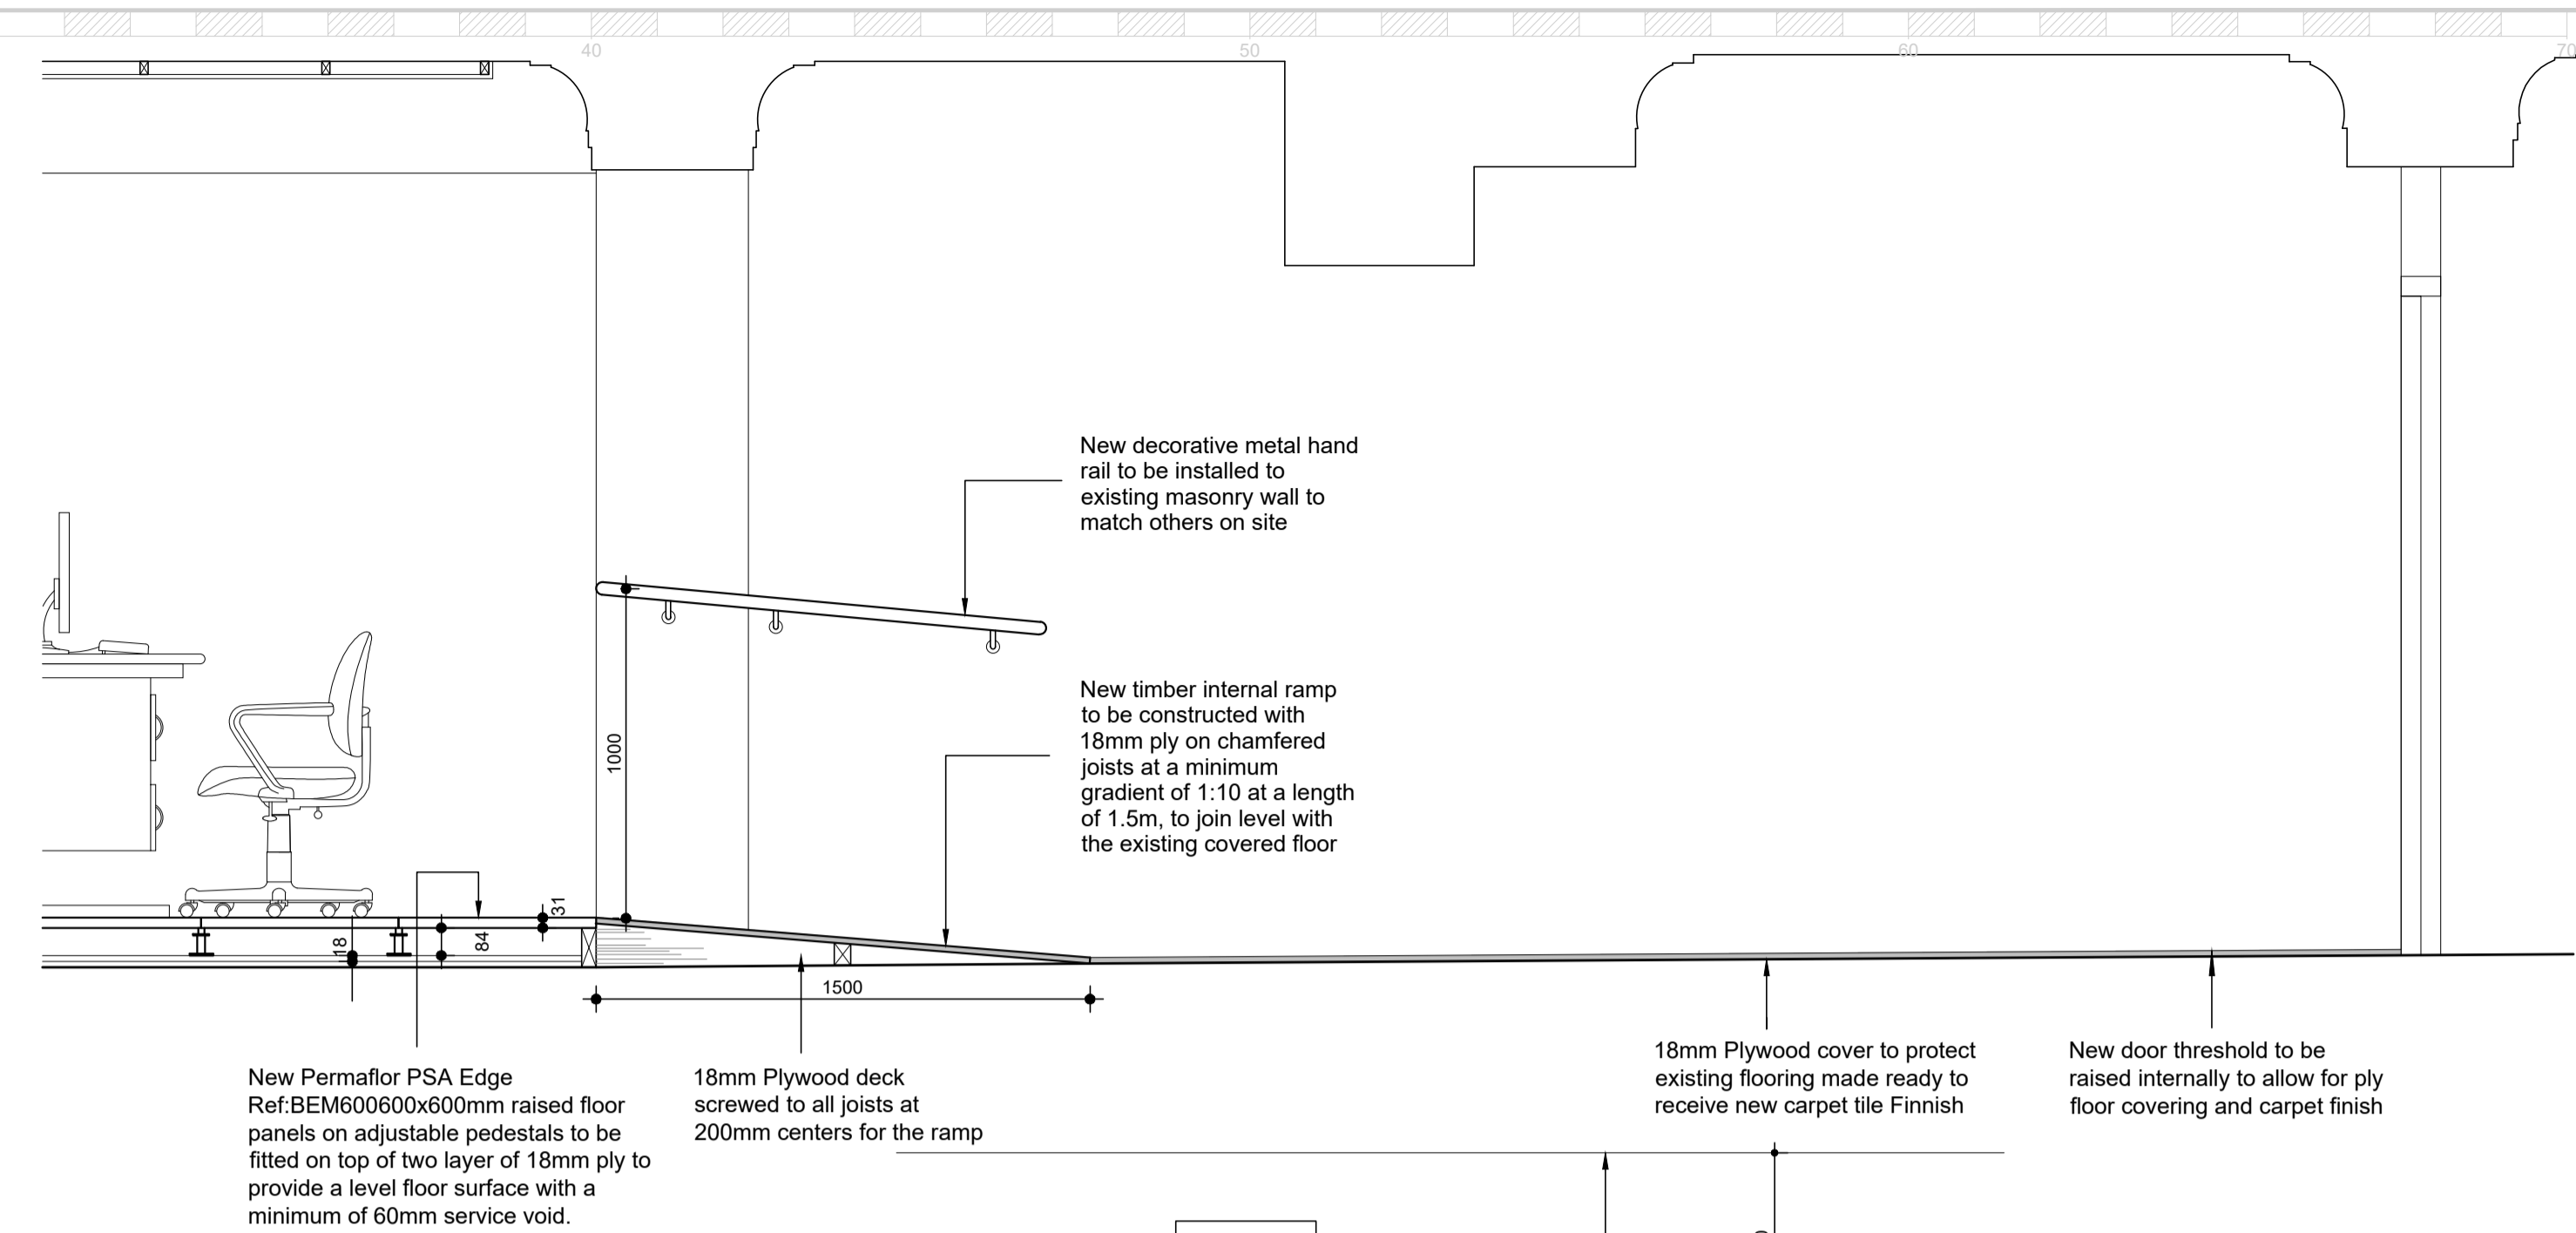 40
50
60
70
New decorative metal hand
rail to be installed to
existing masonry wall to
match others on site
New timber internal ramp
to be constructed with
18mm ply on chamfered
joists at a minimum
gradient of 1:10 at a length
of 1.5m, to join level with
the existing covered floor
1000
31
84
18
1500
New Permaflor PSA Edge
Ref:BEM600600x600mm raised floor
panels on adjustable pedestals to be
fitted on top of two layer of 18mm ply to
provide a level floor surface with a
minimum of 60mm service void.
18mm Plywood deck
screwed to all joists at
200mm centers for the ramp
18mm Plywood cover to protect
existing flooring made ready to
receive new carpet tile Finnish
New door threshold to be
raised internally to allow for ply
floor covering and carpet finish